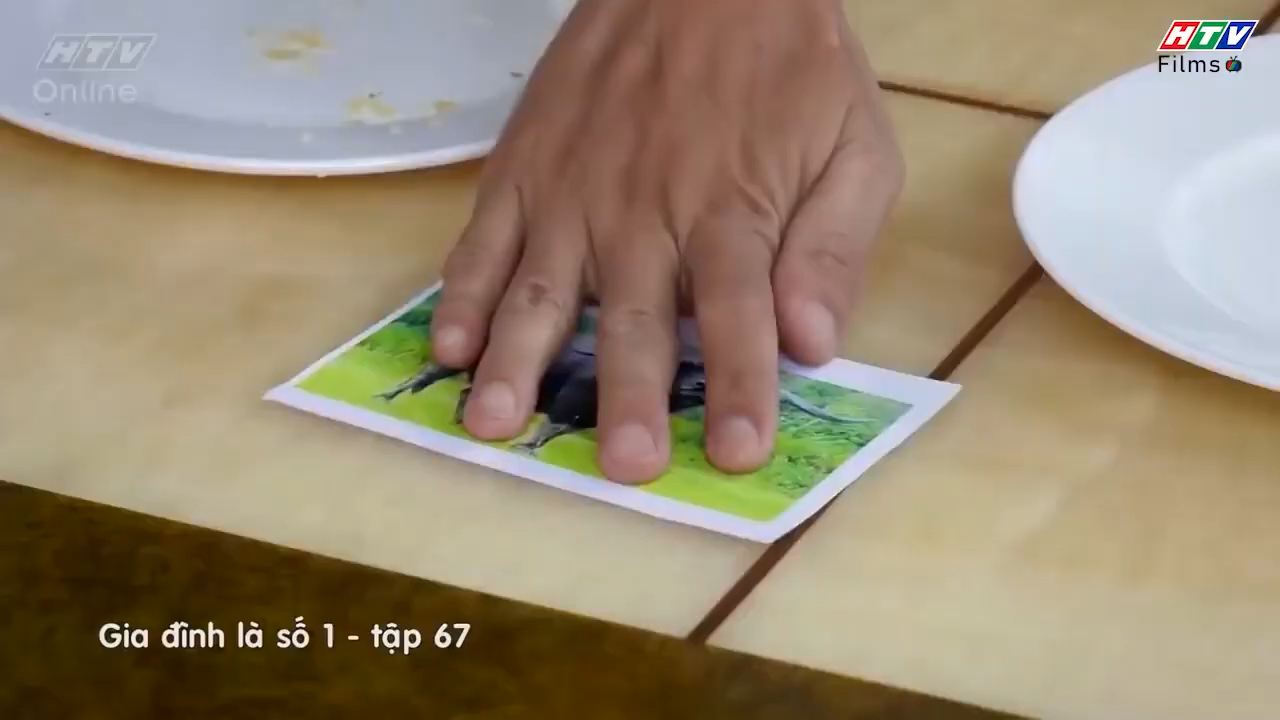 HTV
Online
HTV
Films
Gia đình là số 1 - tập 67